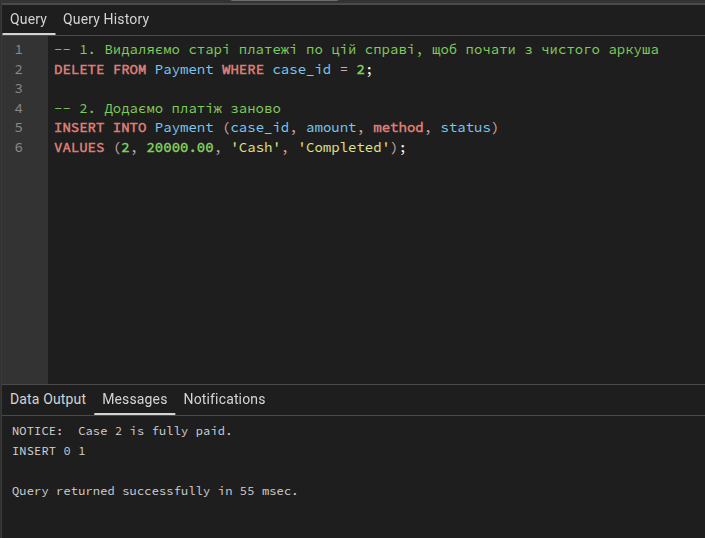 Query Query History
1 -- 1. Видаляємо старі платежі по цій справі, щоб почати з чистого аркуша
2 DELETE FROM Payment WHERE case_id = 2;
3
4 -- 2. Додаємо платіж заново
5 INSERT INTO Payment (case_id, amount, method, status)
6 VALUES (2, 20000.00, 'Cash', 'Completed');
Data Output Messages Notifications
NOTICE:  Case 2 is fully paid.
INSERT 0 1
Query returned successfully in 55 msec.